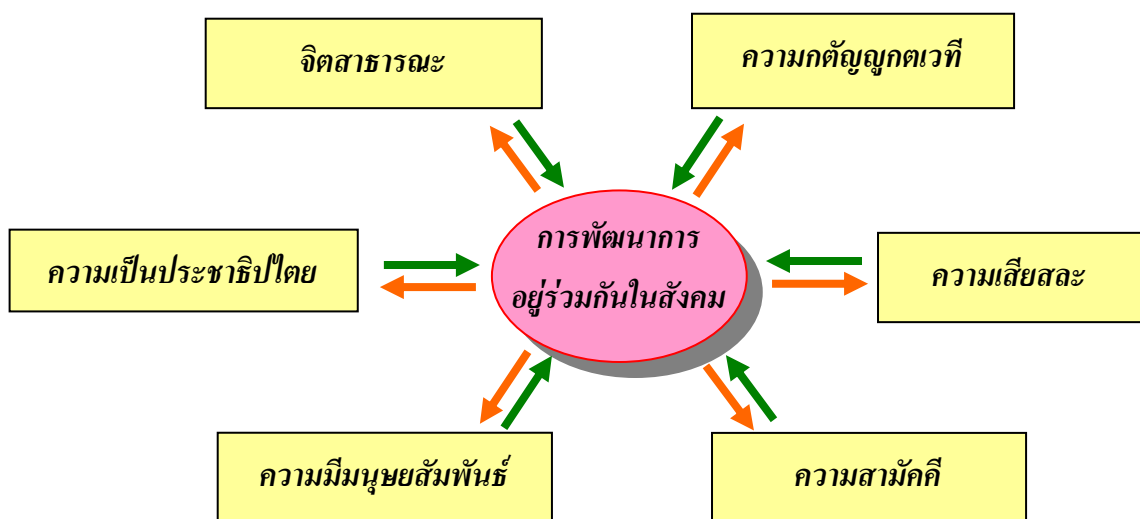 จิตสาธารณะ
ความกตัญญูกตเวที
ความเป็นประชาธิปไตย
การพัฒนาการ
อยู่ร่วมกันในสังคม
ความเสียสละ
ความมีมนุษยสัมพันธ์
ความสามัคคี